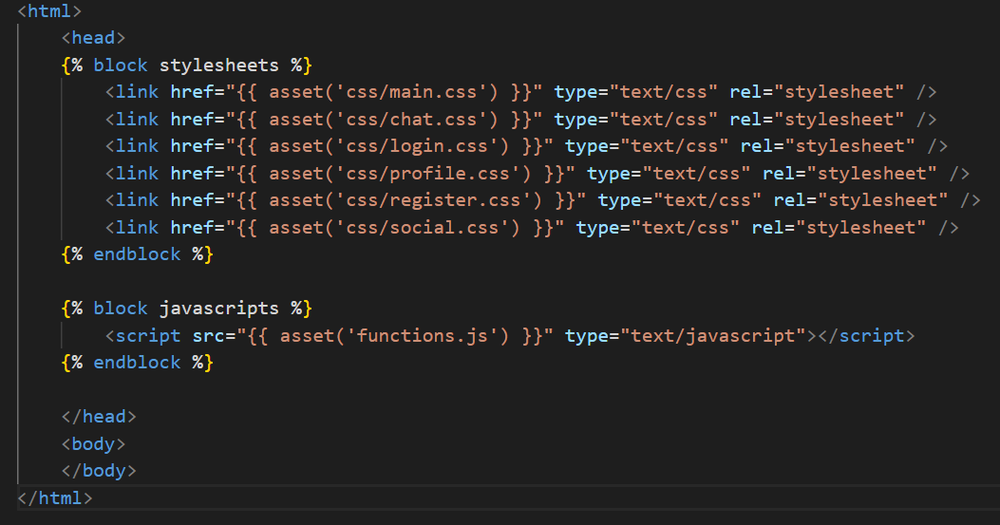 <html>
<head>
{% block stylesheets %}
<link href="{{ asset('css/main.css') }}" type="text/css" rel="stylesheet" />
<link href="{{ asset('css/chat.css') }}" type="text/css" rel="stylesheet" />
<link href="{{ asset('css/login.css') }}" type="text/css" rel="stylesheet" />
<link href="{{ asset('css/profile.css') }}" type="text/css" rel="stylesheet" />
<link href="{{ asset('css/register.css') }}" type="text/css" rel="stylesheet" />
<link href="{{ asset('css/social.css') }}" type="text/css" rel="stylesheet" />
{% endblock %}
{% block javascripts %}
<script src="{{ asset('functions.js') }}" type="text/javascript"></script>
{% endblock %}
</head>
<body>
</body>
</html>